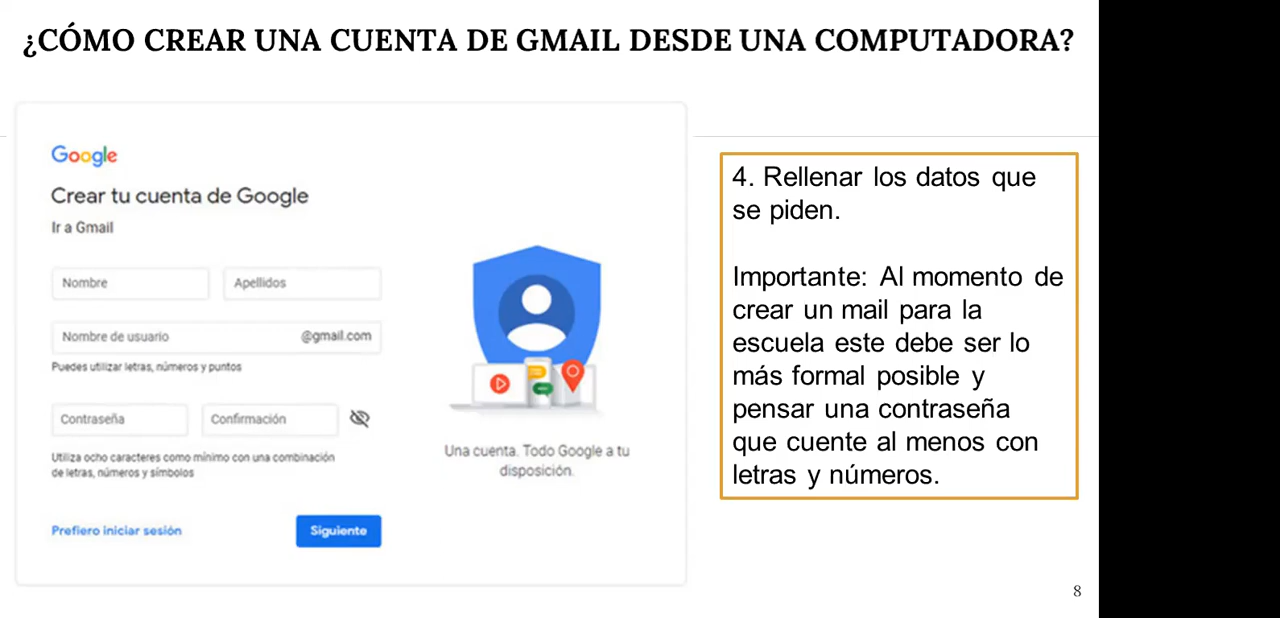 ¿CÓMO CREAR UNA CUENTA DE GMAIL DESDE UNA COMPUTADORA?
Google
Crear tu cuenta de Google
Ir a Gmail
Nombre
Apellidos
Nombre de usuario
@gmail.com
Puedes utilizar letras, números y puntos
Contraseña
Confirmación
Utiliza ocho caracteres como mínimo con una combinación
de letras, números y símbolos
Prefiero iniciar sesión
Siguiente
Una cuenta. Todo Google a tu
disposición.
4. Rellenar los datos que
se piden.
Importante: Al momento de
crear un mail para la
escuela este debe ser lo
más formal posible y
pensar una contraseña
que cuente al menos con
letras y números.
8